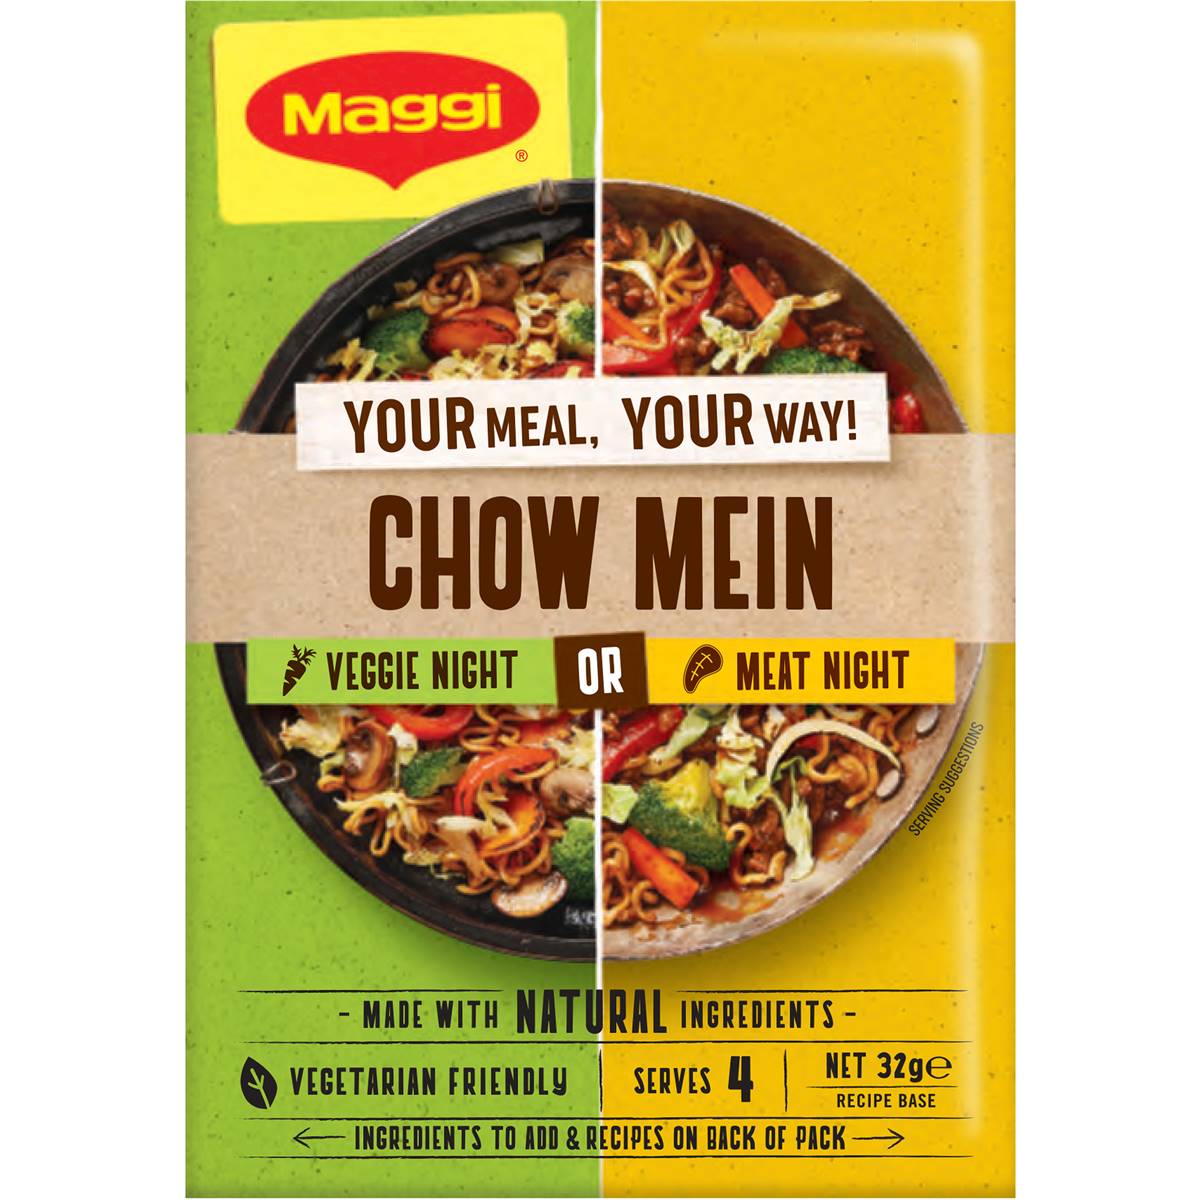 Maggi
®
YOUR MEAL, YOUR WAY!
CHOW MEIN
VEGGIE NIGHT OR MEAT NIGHT
SERVING SUGGESTIONS
- MADE WITH NATURAL INGREDIENTS -
VEGETARIAN FRIENDLY
SERVES 4
NET 32g℮
RECIPE BASE
INGREDIENTS TO ADD & RECIPES ON BACK OF PACK